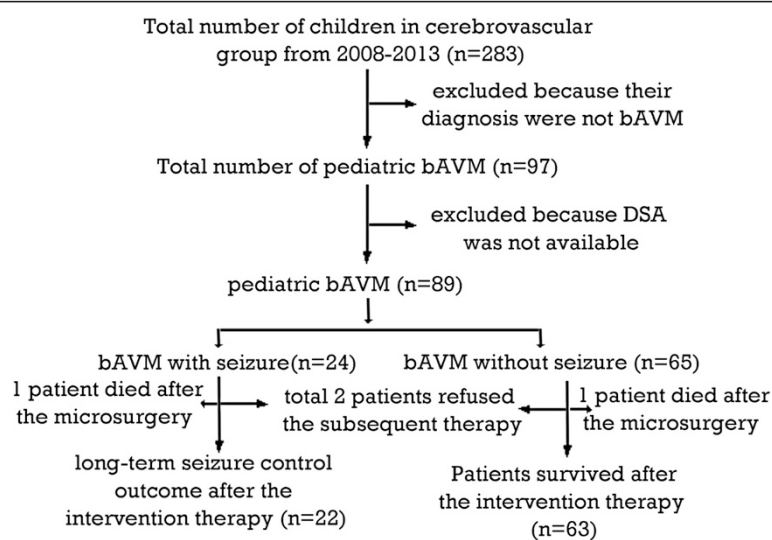 Total number of children in cerebrovascular
group from 2008-2013 (n=283)
excluded because their
diagnosis were not bAVM
Total number of pediatric bAVM (n=97)
excluded because DSA
was not available
pediatric bAVM (n=89)
bAVM with seizure(n=24)
bAVM without seizure (n=65)
1 patient died after
the microsurgery
total 2 patients refused
the subsequent therapy
1 patient died after
the microsurgery
long-term seizure control
outcome after the
intervention therapy (n=22)
Patients survived after
the intervention therapy
(n=63)